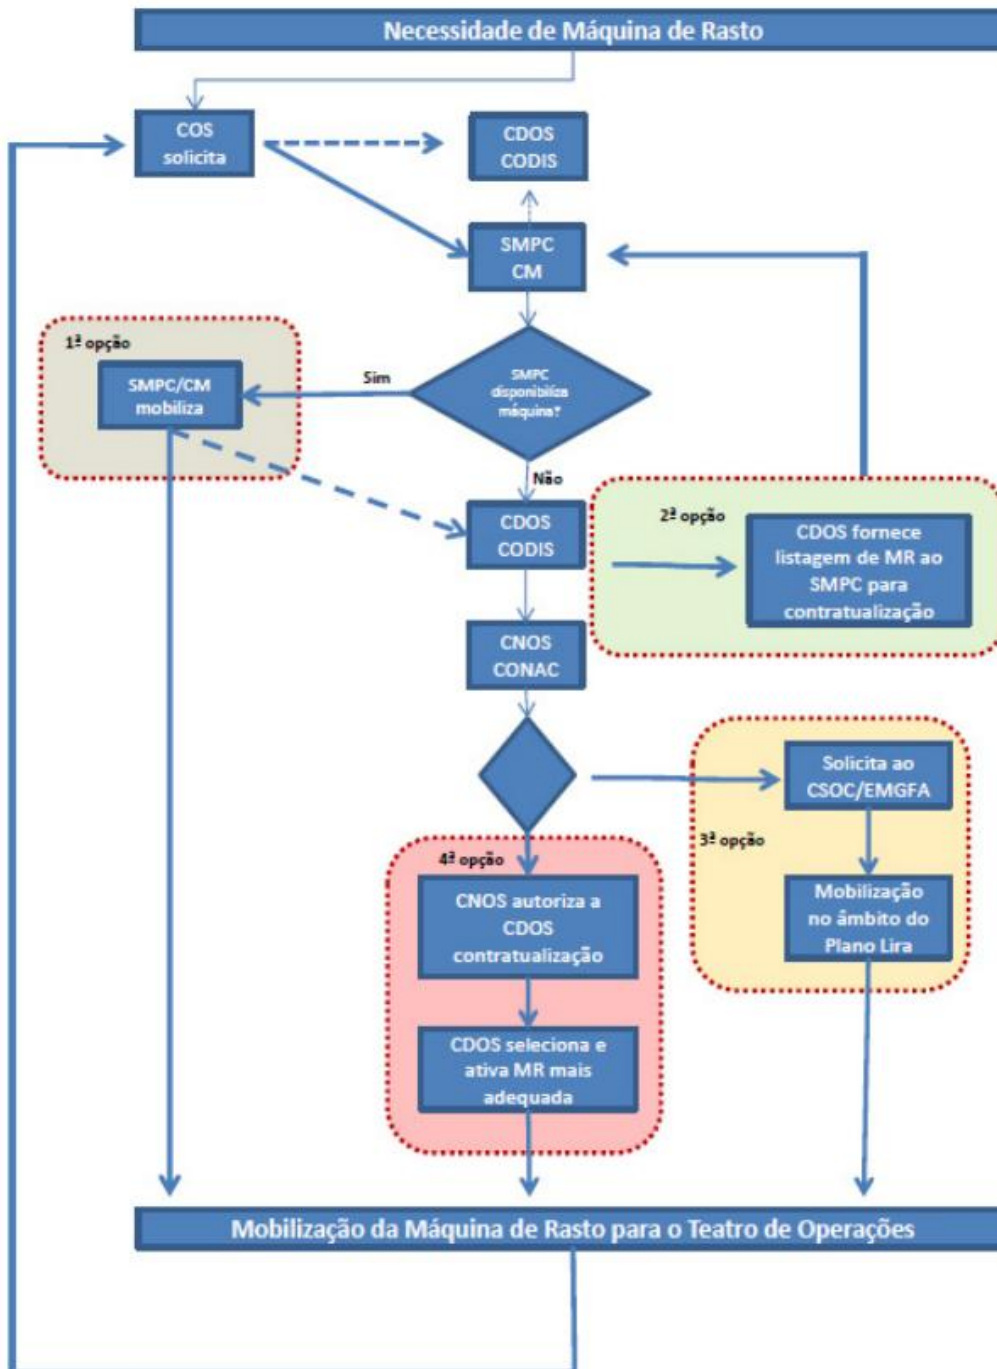 Necessidade de Máquina de Rasto
COS
solicita
CDOS
CODIS
SMPC
CM
1ª opção
SMPC/CM
mobiliza
Sim
SMPC
disponibiliza
máquina?
Não
CDOS
CODIS
2ª opção
CDOS fornece
listagem de MR ao
SMPC para
contratualização
CNOS
CONAC
Solicita ao
CSOC/EMGFA
3ª opção
Mobilização
no âmbito do
Plano Lira
4ª opção
CNOS autoriza a
CDOS
contratualização
CDOS seleciona e
ativa MR mais
adequada
Mobilização da Máquina de Rasto para o Teatro de Operações